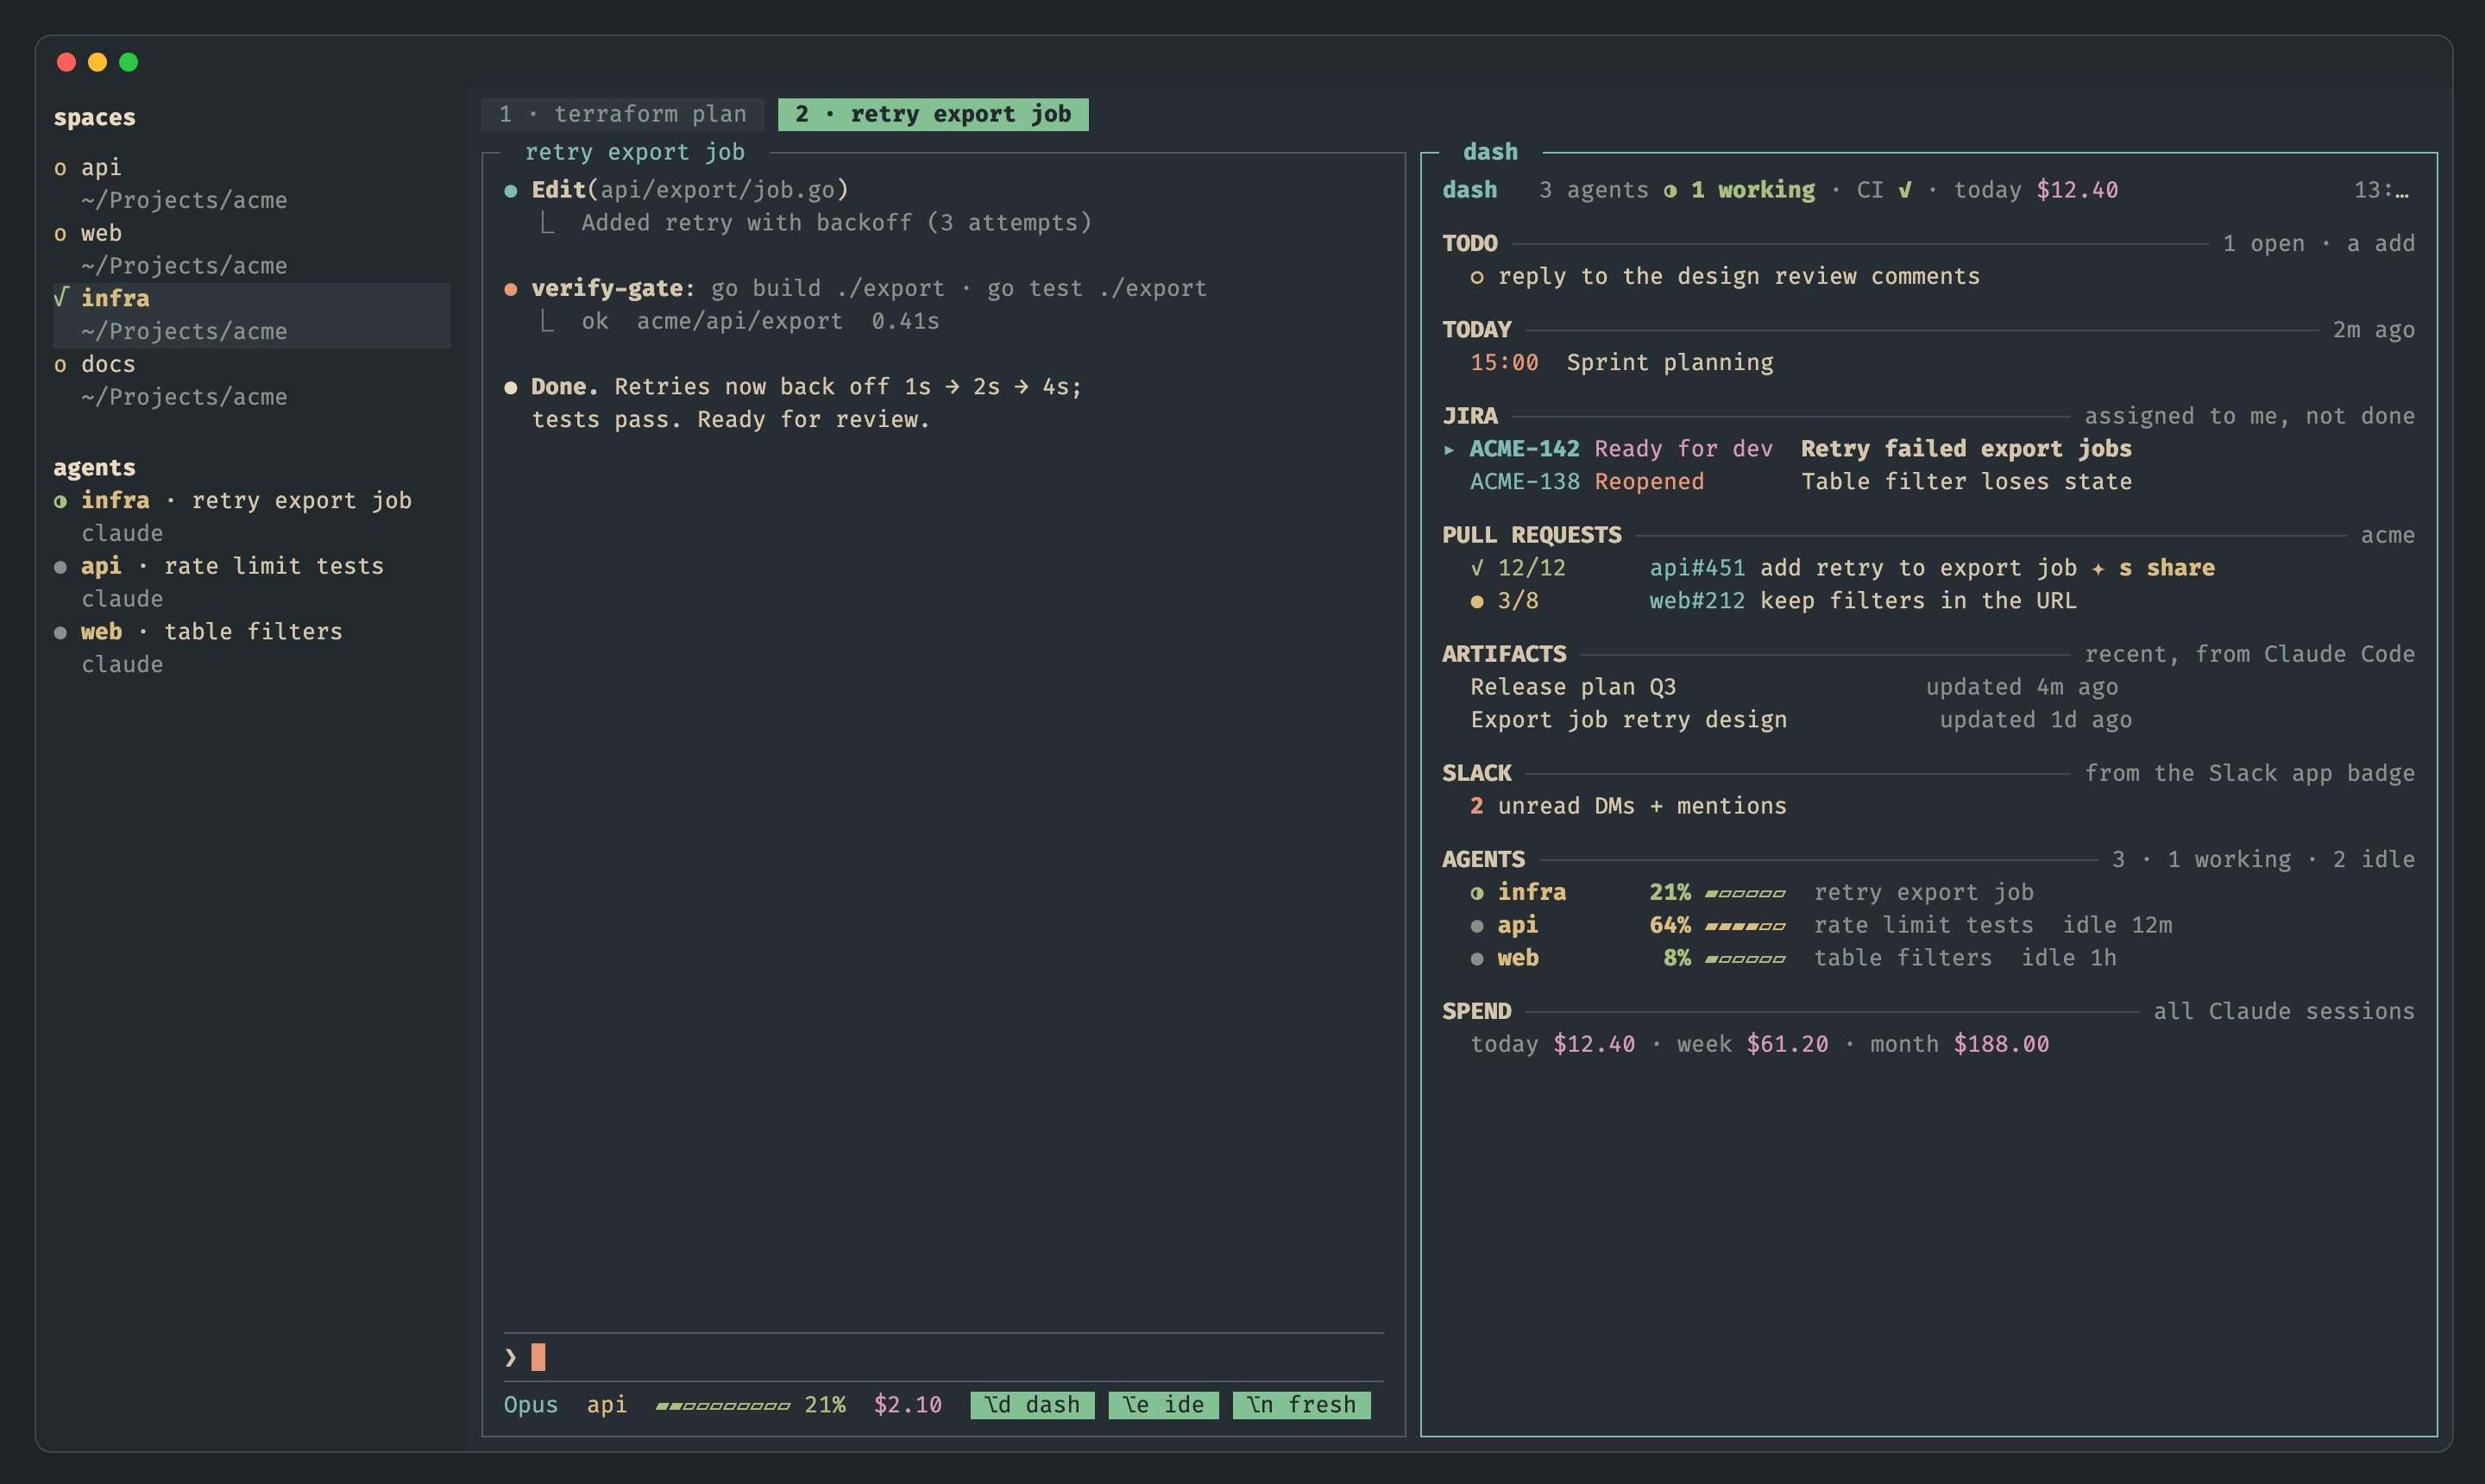 spaces
o api
~/Projects/acme
o web
~/Projects/acme
√ infra
~/Projects/acme
o docs
~/Projects/acme
agents
◐ infra · retry export job
claude
● api · rate limit tests
claude
● web · table filters
claude
1 · terraform plan
2 · retry export job
retry export job
● Edit(api/export/job.go)
⎿ Added retry with backoff (3 attempts)
● verify-gate: go build ./export · go test ./export
⎿ ok acme/api/export 0.41s
● Done. Retries now back off 1s → 2s → 4s;
tests pass. Ready for review.
❯
Opus api ▰▰▱▱▱▱▱▱▱▱ 21% $2.10 ⌥d dash ⌥e ide ⌥n fresh
dash
dash 3 agents ◐ 1 working · CI √ · today $12.40 13:…
TODO 1 open · a add
○ reply to the design review comments
TODAY 2m ago
15:00 Sprint planning
JIRA assigned to me, not done
▸ ACME-142 Ready for dev Retry failed export jobs
ACME-138 Reopened Table filter loses state
PULL REQUESTS acme
√ 12/12 api#451 add retry to export job ✦ s share
● 3/8 web#212 keep filters in the URL
ARTIFACTS recent, from Claude Code
Release plan Q3 updated 4m ago
Export job retry design updated 1d ago
SLACK from the Slack app badge
2 unread DMs + mentions
AGENTS 3 · 1 working · 2 idle
◐ infra 21% ▰▱▱▱▱▱ retry export job
● api 64% ▰▰▰▰▱▱ rate limit tests idle 12m
● web 8% ▰▱▱▱▱▱ table filters idle 1h
SPEND all Claude sessions
today $12.40 · week $61.20 · month $188.00